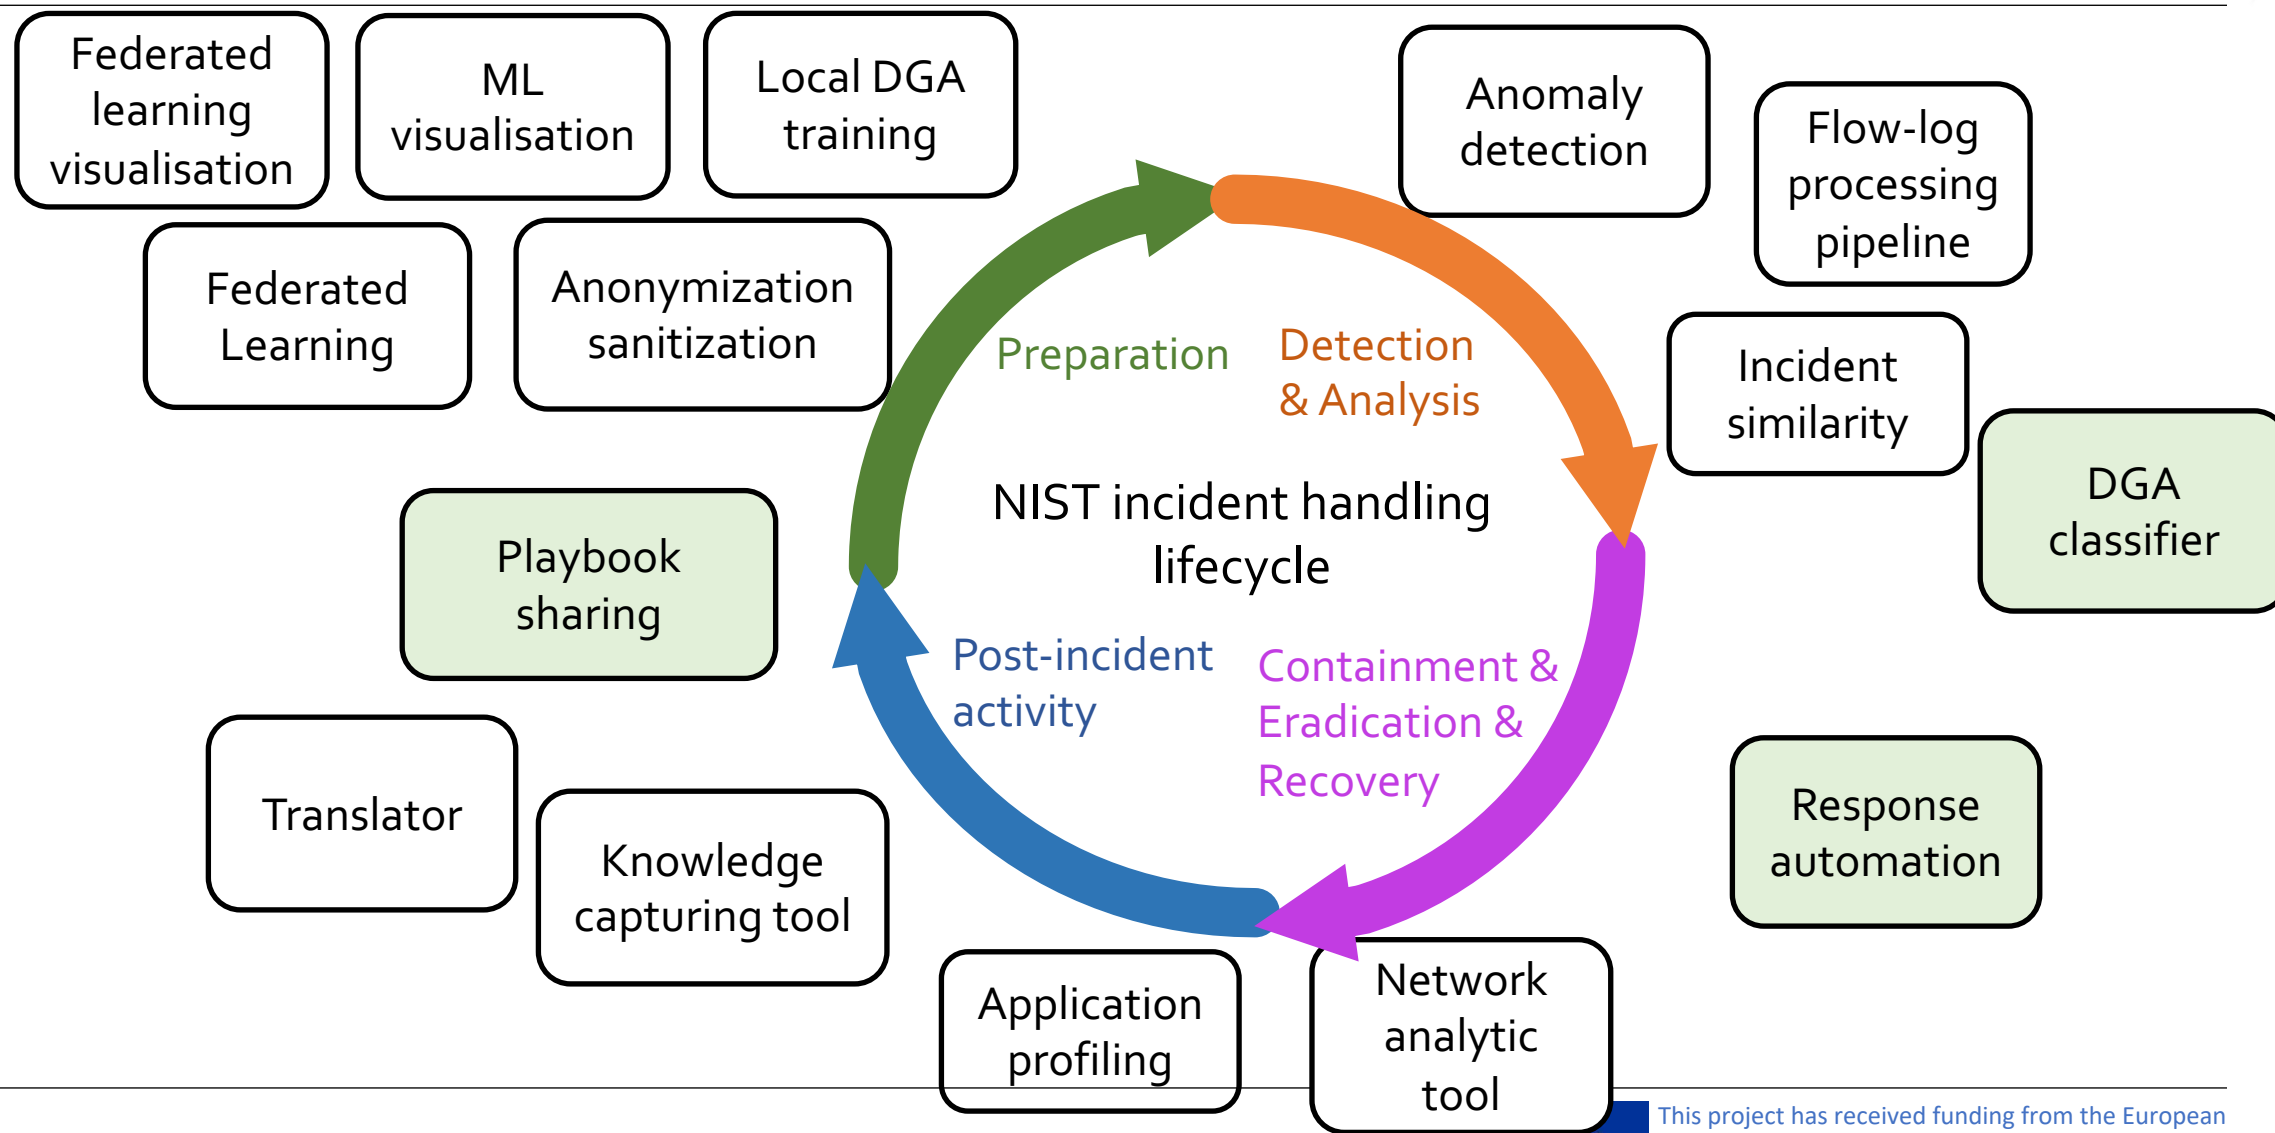 Federated
learning
visualisation
ML
visualisation
Local DGA
training
Anomaly
detection
Flow-log
processing
pipeline
Federated
Learning
Anonymization
sanitization
Preparation
Detection
& Analysis
Incident
similarity
DGA
classifier
NIST incident handling
lifecycle
Playbook
sharing
Post-incident
activity
Containment &
Eradication &
Recovery
Response
automation
Translator
Knowledge
capturing tool
Application
profiling
Network
analytic
tool
This project has received funding from the European